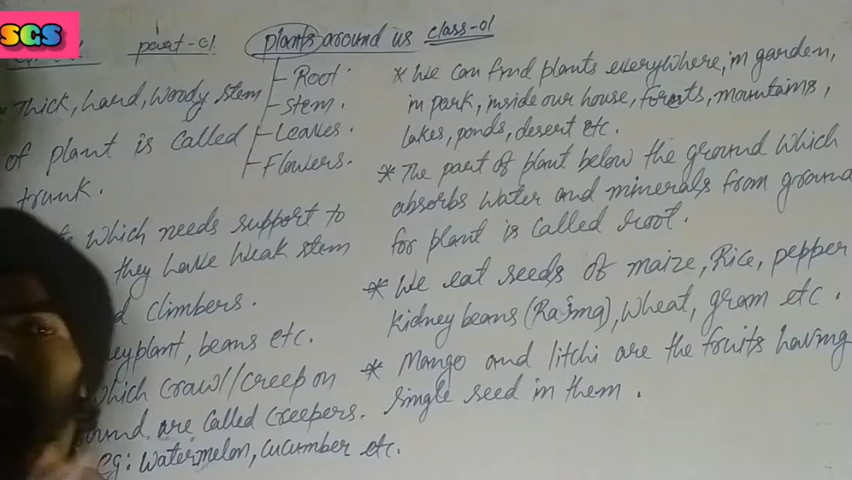 SGS
part-01
plants around us class-01
Root
Stem.
Leaves.
Flowers.
Thick, hard, woody stem
of plant is called
trunk.
which needs support to
they have weak stem
climbers.
plant, beans etc.
which crawl/creep on
are called creepers.
eg: watermelon, cucumber etc.
* We can find plants everywhere, in garden,
in park, inside our house, forests, mountains,
lakes, ponds, desert etc.
* The part of plant below the ground which
absorbs water and minerals from ground
for plant is called root.
* We eat seeds of maize, Rice, pepper
kidney beans (Rajma), wheat, gram etc.
* Mango and litchi are the fruits having
single seed in them.